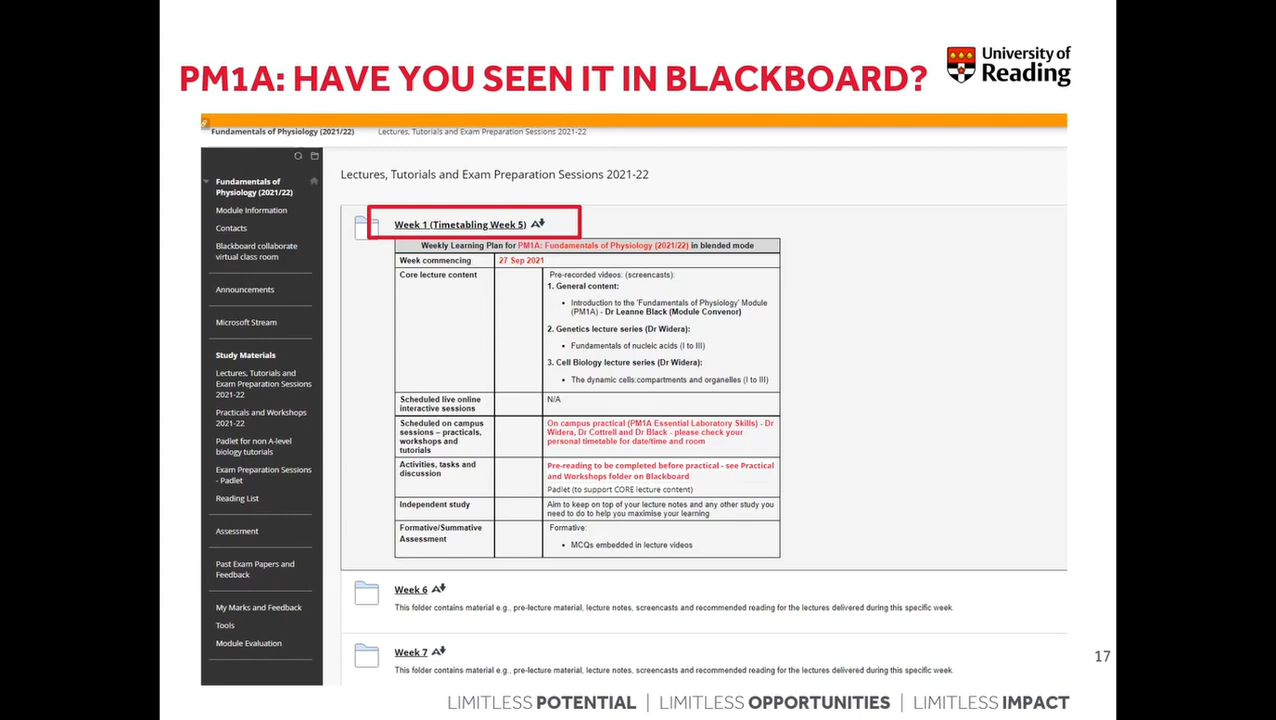 PM1A: HAVE YOU SEEN IT IN BLACKBOARD?
University of
Reading
Fundamentals of Physiology (2021/22)
Lectures, Tutorials and Exam Preparation Sessions 2021-22
Fundamentals of
Physiology (2021/22)
Module Information
Contacts
Blackboard collaborate
virtual class room
Announcements
Microsoft Stream
Study Materials
Lectures, Tutorials and
Exam Preparation Sessions
2021-22
Practicals and Workshops
2021-22
Padlet for non A-level
biology tutorials
Exam Preparation Sessions
- Padlet
Reading List
Assessment
Past Exam Papers and
Feedback
My Marks and Feedback
Tools
Module Evaluation
Lectures, Tutorials and Exam Preparation Sessions 2021-22
Week 1 (Timetabling Week 5)
Weekly Learning Plan for PM1A: Fundamentals of Physiology (2021/22) in blended mode
Week commencing
27 Sep 2021
Core lecture content
Pre-recorded videos: (screencasts):
1. General content:
• Introduction to the 'Fundamentals of Physiology' Module
(PM1A) - Dr Leanne Black (Module Convenor)
2. Genetics lecture series (Dr Widera):
• Fundamentals of nucleic acids (I to III)
3. Cell Biology lecture series (Dr Widera):
• The dynamic cells:compartments and organelles (I to III)
Scheduled live online
interactive sessions
N/A
Scheduled on campus
sessions – practicals,
workshops and
tutorials
On campus practical (PM1A Essential Laboratory Skills) - Dr
Widera, Dr Cottrell and Dr Black - please check your
personal timetable for date/time and room
Activities, tasks and
discussion
Pre-reading to be completed before practical - see Practical
and Workshops folder on Blackboard
Padlet (to support CORE lecture content)
Independent study
Aim to keep on top of your lecture notes and any other study you
need to do to help you maximise your learning
Formative/Summative
Assessment
Formative:
• MCQs embedded in lecture videos
Week 6
This folder contains material e.g., pre-lecture material, lecture notes, screencasts and recommended reading for the lectures delivered during this specific week.
Week 7
This folder contains material e.g., pre-lecture material, lecture notes, screencasts and recommended reading for the lectures delivered during this specific week.
17
LIMITLESS POTENTIAL | LIMITLESS OPPORTUNITIES | LIMITLESS IMPACT